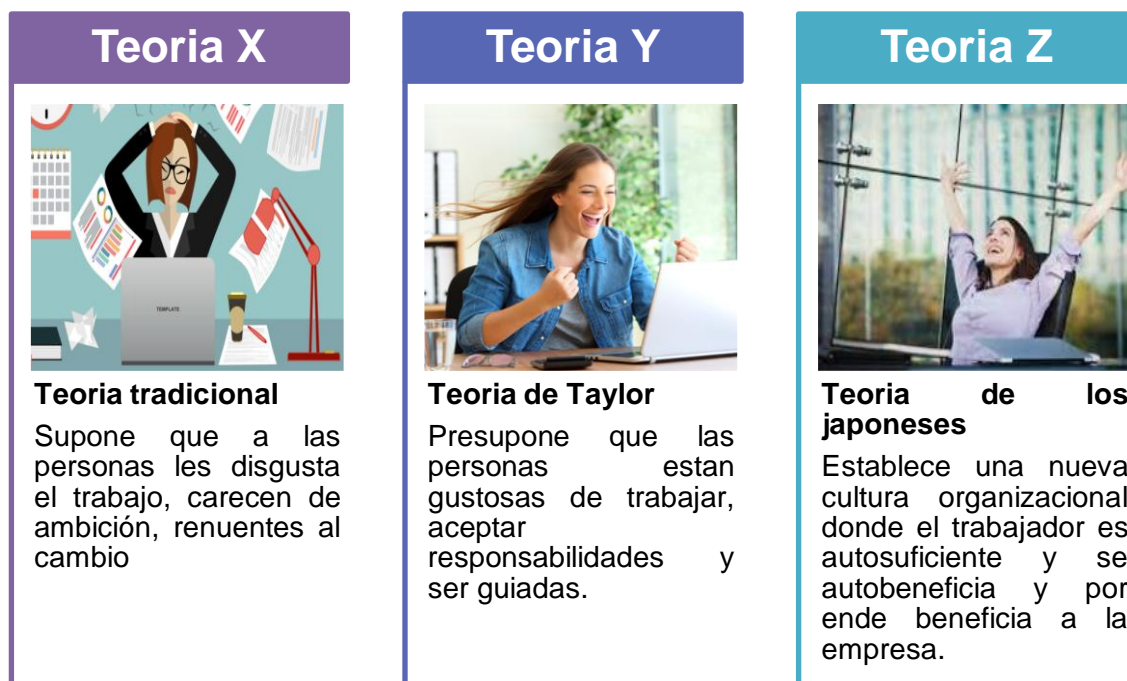 Teoria X
TEMPLATE
Teoria tradicional
Supone que a las
personas les disgusta
el trabajo, carecen de
ambición, renuentes al
cambio
Teoria Y
Teoria de Taylor
Presupone que las
personas estan
gustosas de trabajar,
aceptar
responsabilidades y
ser guiadas.
Teoria Z
Teoria de los
japoneses
Establece una nueva
cultura organizacional
donde el trabajador es
autosuficiente y se
autobeneficia y por
ende beneficia a la
empresa.